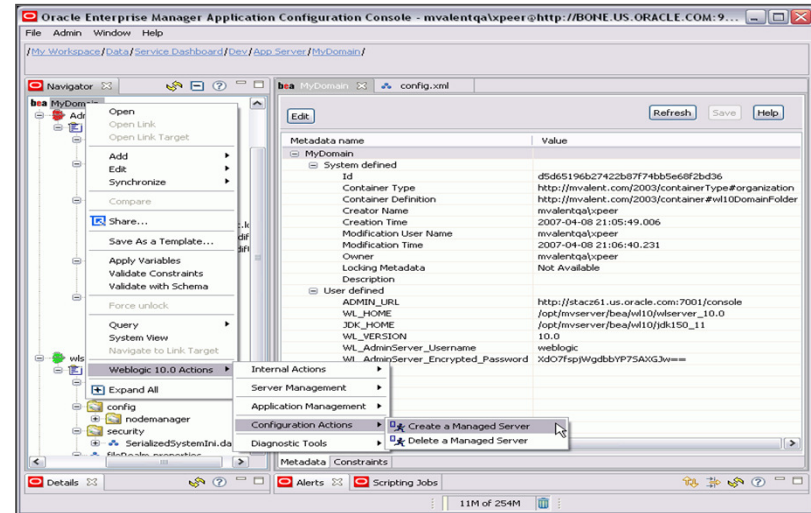 Oracle Enterprise Manager Application Configuration Console - mvalentqa\xpeer@http://BONE.US.ORACLE.COM:9...
File Admin Window Help
/My Workspace/Data/Service Dashboard/Dev/App Server/MyDomain/
Navigator
bea MyDomain
config.xml
bea MyDom
Adr
Open
Open Link
Open Link Target
Add
Edit
Synchronize
Compare
Share...
Save As a Template...
Apply Variables
Validate Constraints
Validate with Schema
Force unlock
Query
System View
Navigate to Link Target
Weblogic 10.0 Actions
Expand All
wls
config
nodemanager
security
SerializedSystemIni.da
fileRealm.properties
Internal Actions
Server Management
Application Management
Configuration Actions
Diagnostic Tools
Create a Managed Server
Delete a Managed Server
Edit
Refresh Save Help
Metadata name Value
MyDomain
System defined
Id d5d65196b27422b87f74bb5e68f2bd36
Container Type http://mvalent.com/2003/containerType#organization
Container Definition http://mvalent.com/2003/container#wl10DomainFolder
Creator Name mvalentqa\xpeer
Creation Time 2007-04-08 21:05:49.006
Modification User Name mvalentqa\xpeer
Modification Time 2007-04-08 21:06:40.231
Owner mvalentqa\xpeer
Locking Metadata Not Available
Description
User defined
ADMIN_URL http://stacz61.us.oracle.com:7001/console
WL_HOME /opt/mvserver/bea/wl10/wlserver_10.0
JDK_HOME /opt/mvserver/bea/wl10/jdk150_11
WL_VERSION 10.0
WL_AdminServer_Username weblogic
WL_AdminServer_Encrypted_Password XdO7fspjWgdbbYP7SAXGJw==
Metadata Constraints
Details
Alerts
Scripting Jobs
11M of 254M